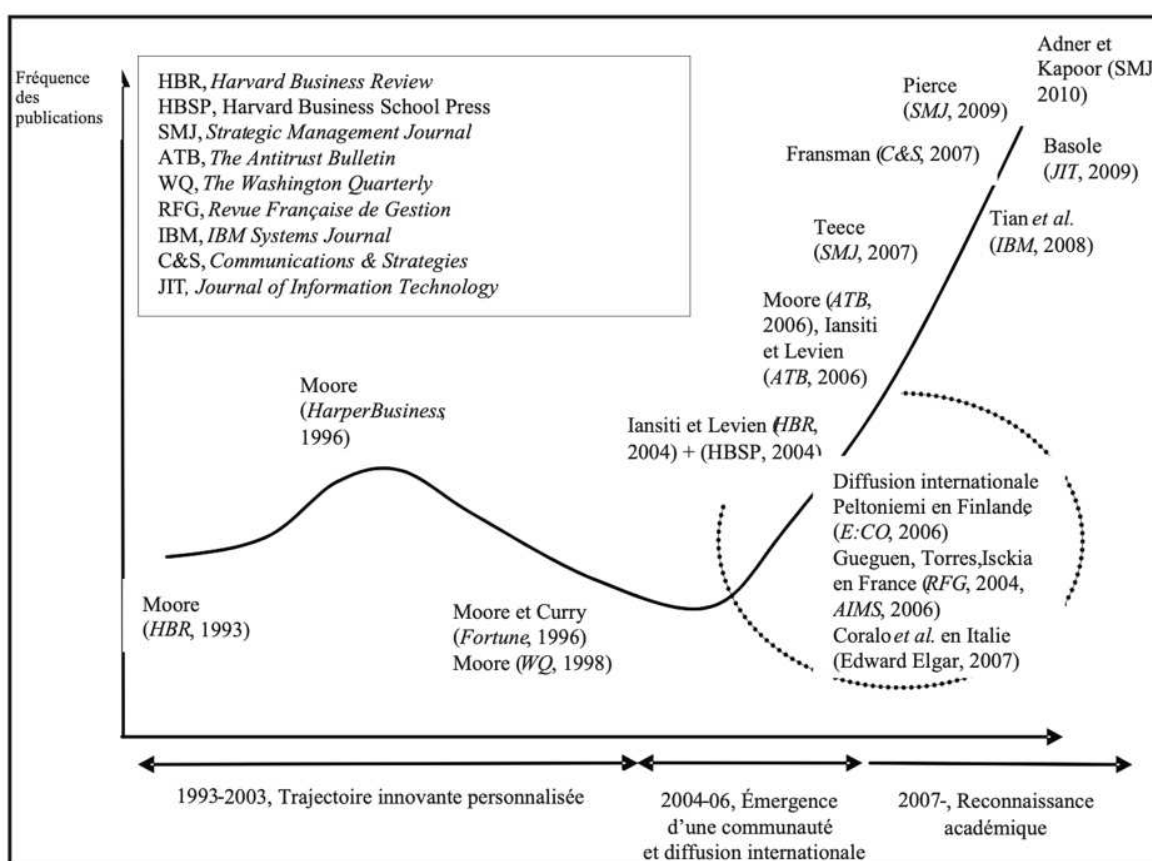 Fréquence
des
publications
HBR, Harvard Business Review
HBSP, Harvard Business School Press
SMJ, Strategic Management Journal
ATB, The Antitrust Bulletin
WQ, The Washington Quarterly
RFG, Revue Française de Gestion
IBM, IBM Systems Journal
C&S, Communications & Strategies
JIT, Journal of Information Technology
Adner et
Kapoor (SMJ
2010)
Pierce
(SMJ, 2009)
Fransman (C&S, 2007)
Basole
(JIT, 2009)
Teece
(SMJ, 2007)
Tian et al.
(IBM, 2008)
Moore (ATB,
2006), Iansiti
et Levien
(ATB, 2006)
Moore
(HarperBusiness,
1996)
Iansiti et Levien (HBR,
2004) + (HBSP, 2004)
Diffusion internationale
Peltoniemi en Finlande,
(E:CO, 2006)
Gueguen, Torres,Isckia
en France (RFG, 2004,
AIMS, 2006)
Coralo et al. en Italie
(Edward Elgar, 2007)
Moore
(HBR, 1993)
Moore et Curry
(Fortune, 1996)
Moore (WQ, 1998)
1993-2003, Trajectoire innovante personnalisée
2004-06, Émergence
d'une communauté
et diffusion internationale
2007-, Reconnaissance
académique